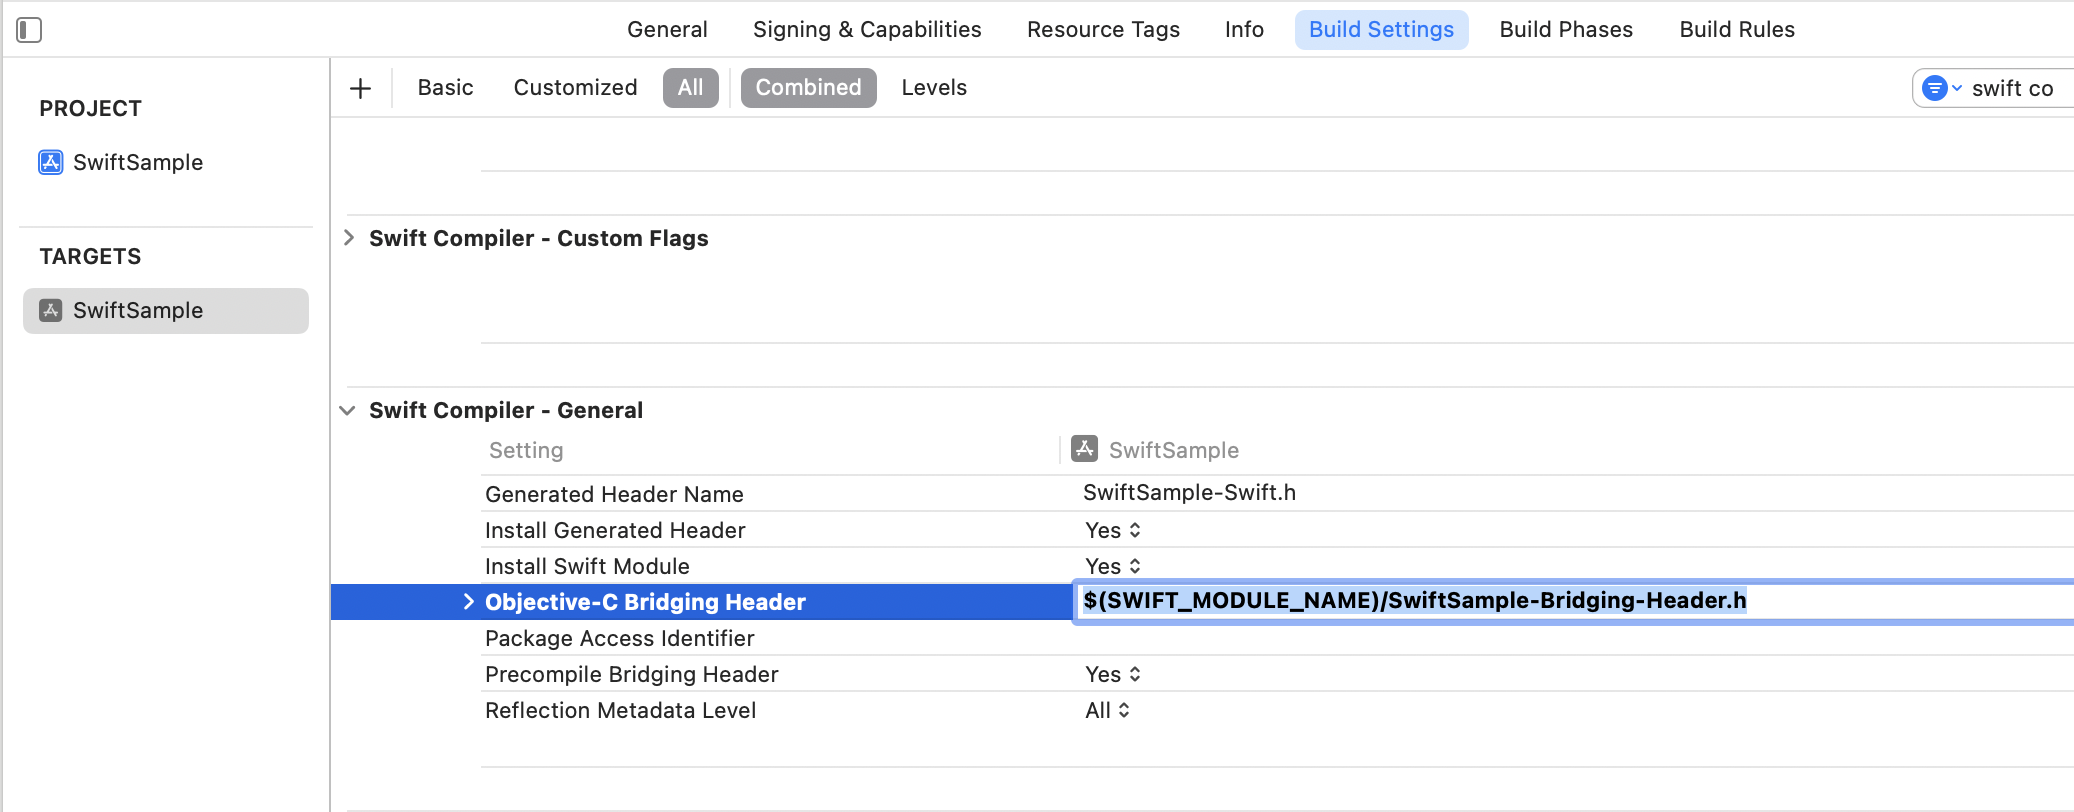 General Signing & Capabilities Resource Tags Info Build Settings Build Phases Build Rules
Basic Customized All Combined Levels swift co
PROJECT
SwiftSample
TARGETS
SwiftSample
Swift Compiler - Custom Flags
Swift Compiler - General
Setting SwiftSample
Generated Header Name SwiftSample-Swift.h
Install Generated Header Yes
Install Swift Module Yes
Objective-C Bridging Header $(SWIFT_MODULE_NAME)/SwiftSample-Bridging-Header.h
Package Access Identifier
Precompile Bridging Header Yes
Reflection Metadata Level All